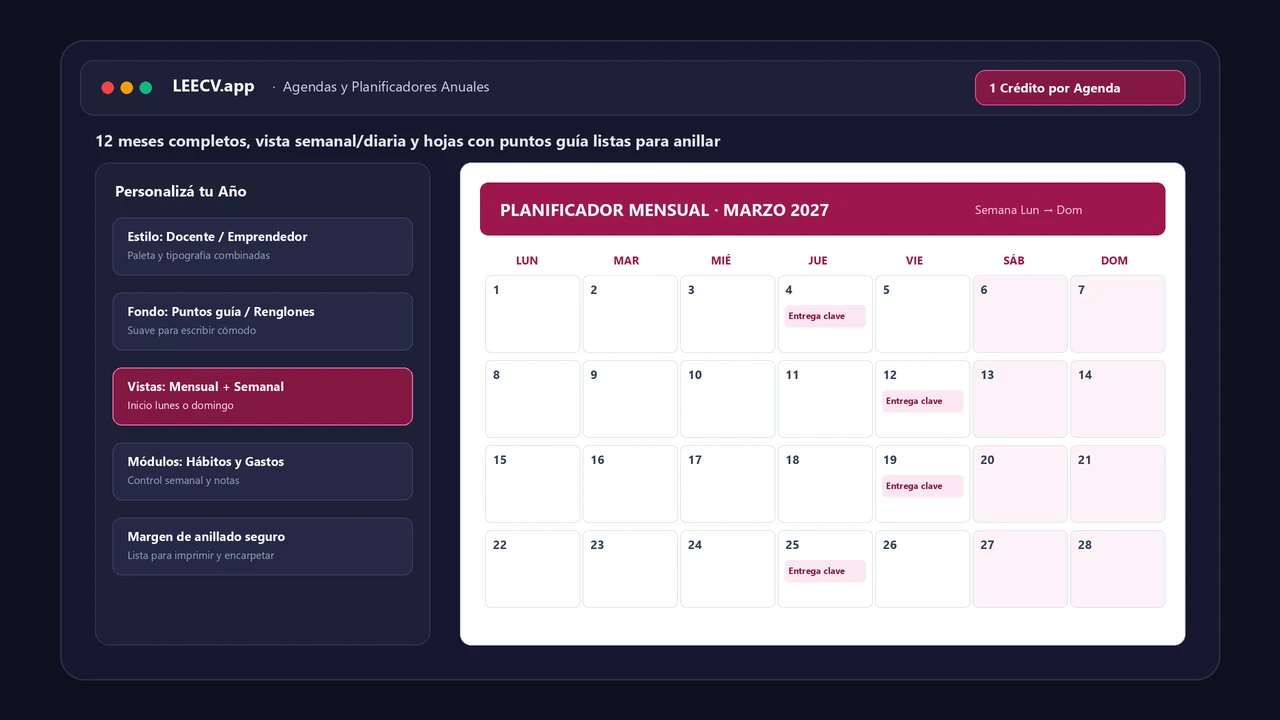 LEECV.app · Agendas y Planificadores Anuales
1 Crédito por Agenda
12 meses completos, vista semanal/diaria y hojas con puntos guía listas para anillar
Personalizá tu Año
Estilo: Docente / Emprendedor
Paleta y tipografía combinadas
Fondo: Puntos guía / Renglones
Suave para escribir cómodo
Vistas: Mensual + Semanal
Inicio lunes o domingo
Módulos: Hábitos y Gastos
Control semanal y notas
Margen de anillado seguro
Lista para imprimir y encarpetar
PLANIFICADOR MENSUAL · MARZO 2027
Semana Lun → Dom
LUN MAR MIÉ JUE VIE SÁB DOM
1 2 3 4 5 6 7
Entrega clave
8 9 10 11 12 13 14
Entrega clave
15 16 17 18 19 20 21
Entrega clave
22 23 24 25 26 27 28
Entrega clave